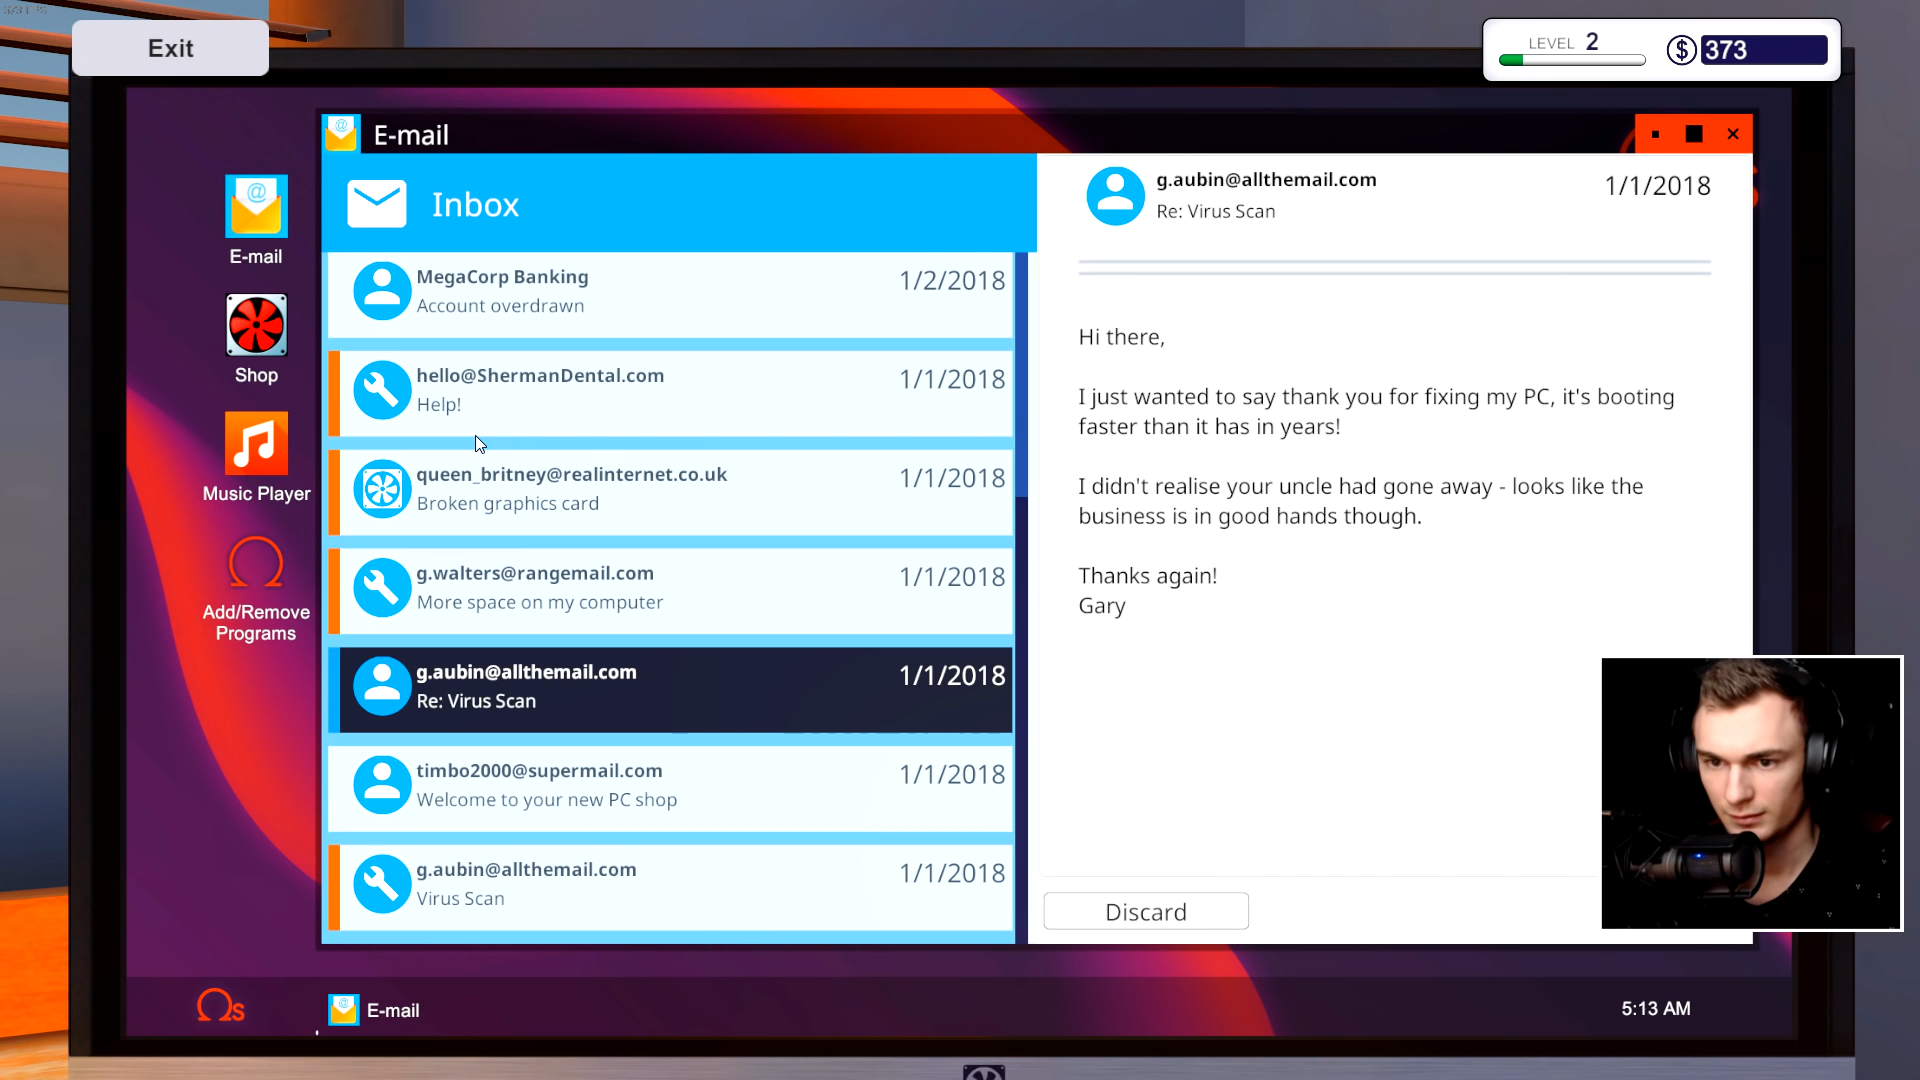 Exit
LEVEL 2
$ 373
E-mail
Inbox
E-mail
Shop
Music Player
Add/Remove
Programs
MegaCorp Banking
1/2/2018
Account overdrawn
hello@ShermanDental.com
1/1/2018
Help!
queen_britney@realinternet.co.uk
1/1/2018
Broken graphics card
g.walters@rangemail.com
1/1/2018
More space on my computer
g.aubin@allthemail.com
1/1/2018
Re: Virus Scan
timbo2000@supermail.com
1/1/2018
Welcome to your new PC shop
g.aubin@allthemail.com
1/1/2018
Virus Scan
g.aubin@allthemail.com
1/1/2018
Re: Virus Scan
Hi there,
I just wanted to say thank you for fixing my PC, it's booting
faster than it has in years!
I didn't realise your uncle had gone away - looks like the
business is in good hands though.
Thanks again!
Gary
Discard
Ωs
E-mail
5:13 AM